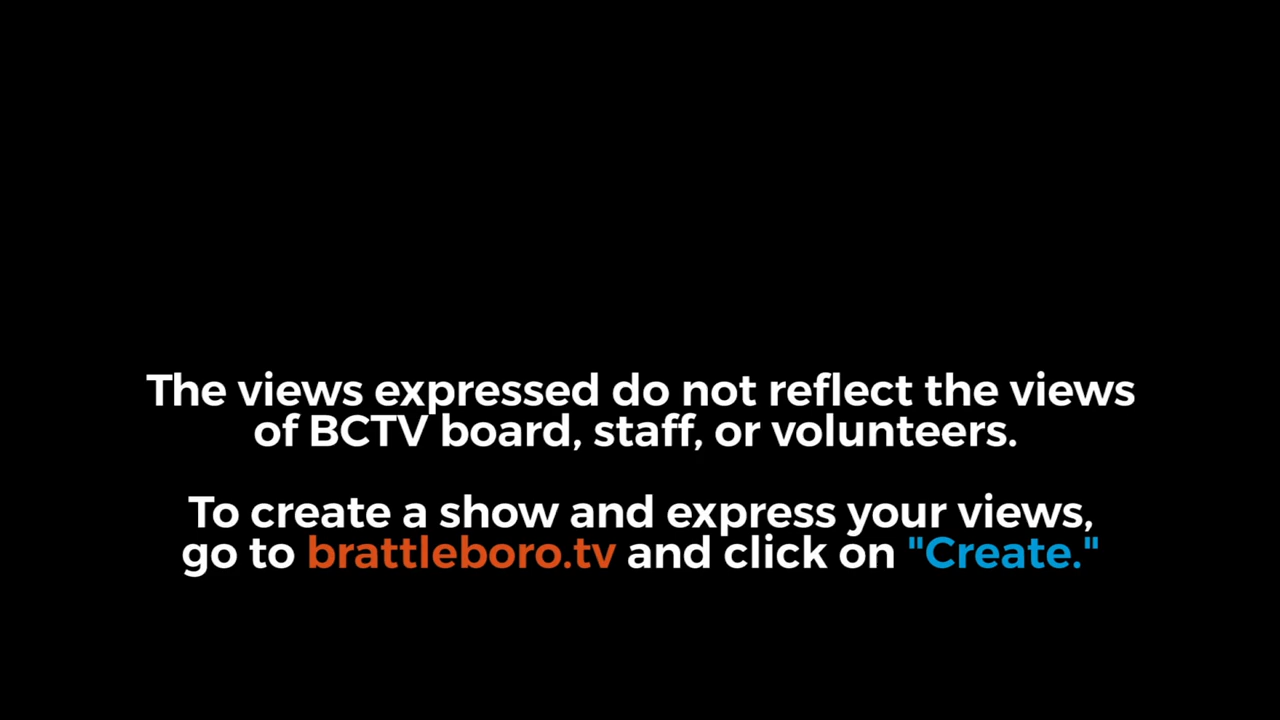 The views expressed do not reflect the views
of BCTV board, staff, or volunteers.
To create a show and express your views,
go to brattleboro.tv and click on "Create."